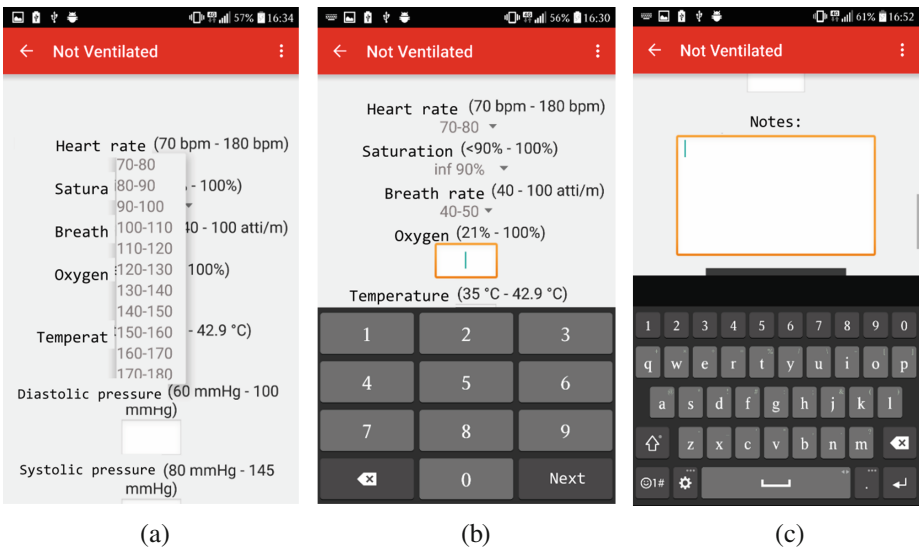 57% 16:34
Not Ventilated
Heart rate (70 bpm - 180 bpm)
70-80
Satura 80-90 - 100%)
90-100
Breath 100-110 40 - 100 atti/m)
110-120
Oxygen 120-130 100%)
130-140
140-150
Temperat 150-160 - 42.9 °C)
160-170
170-180
Diastolic pressure (60 mmHg - 100
mmHg)
Systolic pressure (80 mmHg - 145
mmHg)
(a)
4G 56% 16:30
Not Ventilated
Heart rate (70 bpm - 180 bpm)
70-80
Saturation (<90% - 100%)
inf 90%
Breath rate (40 - 100 atti/m)
40-50
Oxygen (21% - 100%)
Temperature (35 °C - 42.9 °C)
1 2 3
4 5 6
7 8 9
0 Next
(b)
4G 61% 16:52
Not Ventilated
Notes:
1 2 3 4 5 6 7 8 9 0
q w e r t y u i o p
a s d f g h j k l
z x c v b n m
☺1# .
(c)